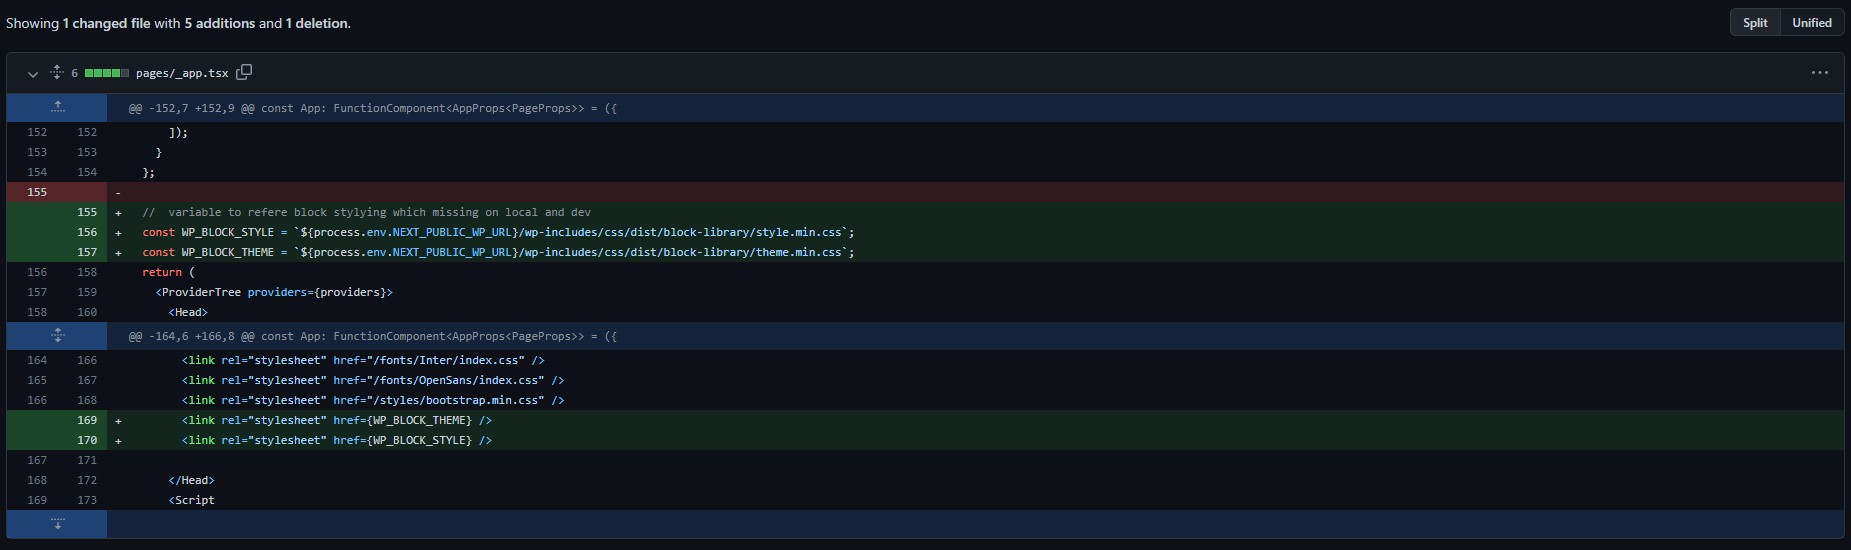 Showing 1 changed file with 5 additions and 1 deletion.
Split Unified
6 pages/_app.tsx
@@ -152,7 +152,9 @@ const App: FunctionComponent<AppProps<PageProps>> = ({
152 152 ]);
153 153 }
154 154 };
155 -
155 + //  variable to refere block stylying which missing on local and dev
156 + const WP_BLOCK_STYLE = `${process.env.NEXT_PUBLIC_WP_URL}/wp-includes/css/dist/block-library/style.min.css`;
157 + const WP_BLOCK_THEME = `${process.env.NEXT_PUBLIC_WP_URL}/wp-includes/css/dist/block-library/theme.min.css`;
156 158 return (
157 159 <ProviderTree providers={providers}>
158 160 <Head>
@@ -164,6 +166,8 @@ const App: FunctionComponent<AppProps<PageProps>> = ({
164 166 <link rel="stylesheet" href="/fonts/Inter/index.css" />
165 167 <link rel="stylesheet" href="/fonts/OpenSans/index.css" />
166 168 <link rel="stylesheet" href="/styles/bootstrap.min.css" />
169 + <link rel="stylesheet" href={WP_BLOCK_THEME} />
170 + <link rel="stylesheet" href={WP_BLOCK_STYLE} />
167 171
168 172 </Head>
169 173 <Script